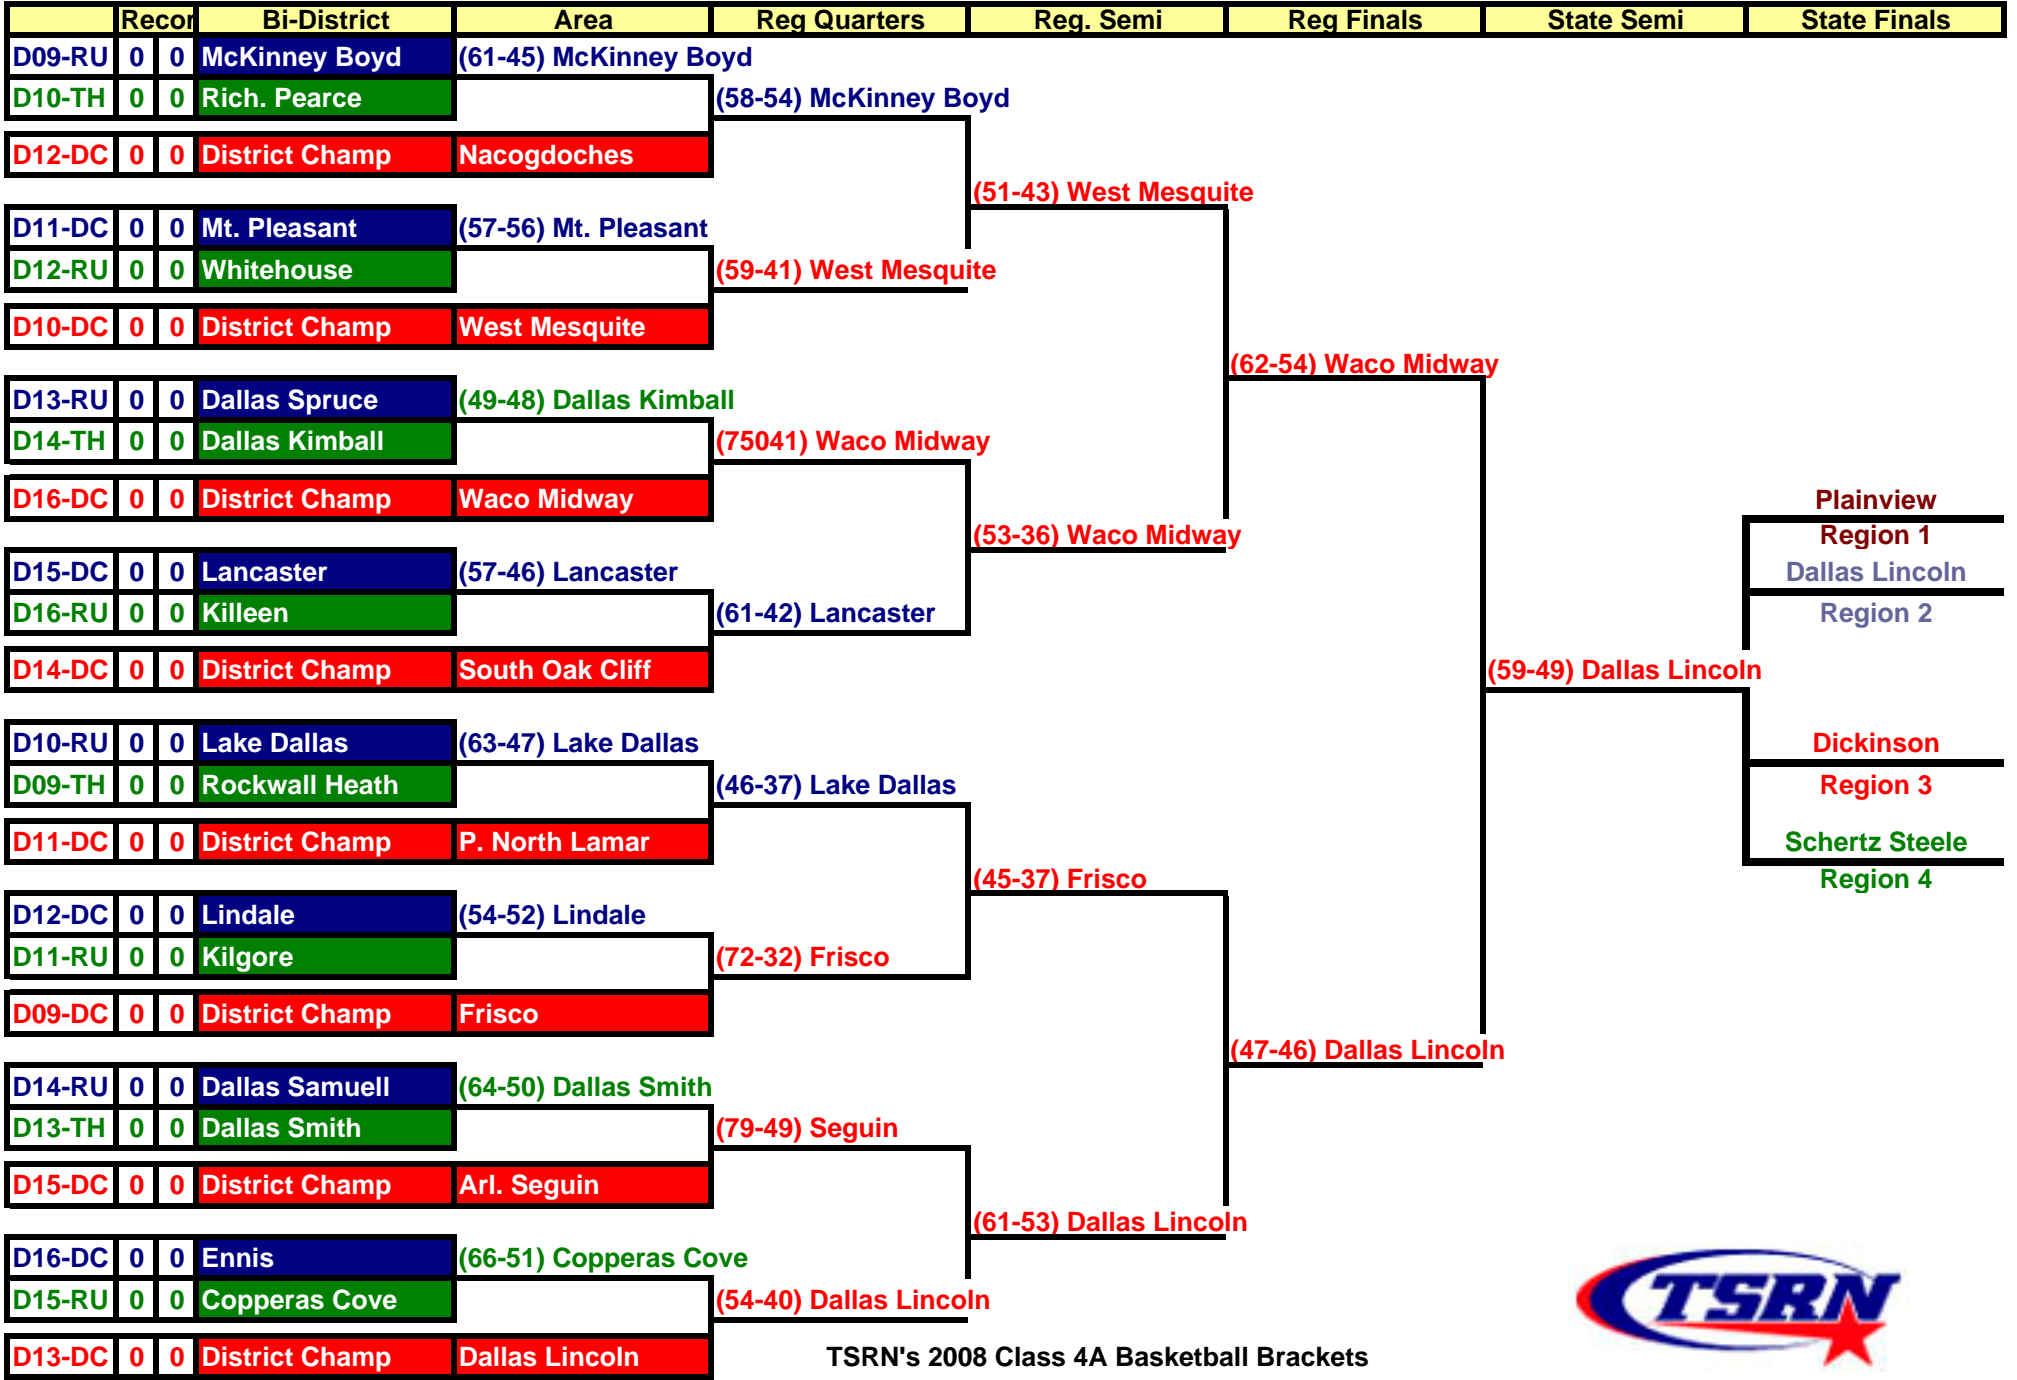 Recor Bi-District Area Reg Quarters Reg. Semi Reg Finals State Semi State Finals
D09-RU 0 0 McKinney Boyd (61-45) McKinney Boyd
D10-TH 0 0 Rich. Pearce (58-54) McKinney Boyd
D12-DC 0 0 District Champ Nacogdoches
(51-43) West Mesquite
D11-DC 0 0 Mt. Pleasant (57-56) Mt. Pleasant
D12-RU 0 0 Whitehouse (59-41) West Mesquite
D10-DC 0 0 District Champ West Mesquite
(62-54) Waco Midway
D13-RU 0 0 Dallas Spruce (49-48) Dallas Kimball
D14-TH 0 0 Dallas Kimball (75041) Waco Midway
D16-DC 0 0 District Champ Waco Midway Plainview
(53-36) Waco Midway Region 1
D15-DC 0 0 Lancaster (57-46) Lancaster Dallas Lincoln
D16-RU 0 0 Killeen (61-42) Lancaster Region 2
D14-DC 0 0 District Champ South Oak Cliff (59-49) Dallas Lincoln
D10-RU 0 0 Lake Dallas (63-47) Lake Dallas Dickinson
D09-TH 0 0 Rockwall Heath (46-37) Lake Dallas Region 3
D11-DC 0 0 District Champ P. North Lamar Schertz Steele
(45-37) Frisco Region 4
D12-DC 0 0 Lindale (54-52) Lindale
D11-RU 0 0 Kilgore (72-32) Frisco
D09-DC 0 0 District Champ Frisco
(47-46) Dallas Lincoln
D14-RU 0 0 Dallas Samuell (64-50) Dallas Smith
D13-TH 0 0 Dallas Smith (79-49) Seguin
D15-DC 0 0 District Champ Arl. Seguin
(61-53) Dallas Lincoln
D16-DC 0 0 Ennis (66-51) Copperas Cove
D15-RU 0 0 Copperas Cove (54-40) Dallas Lincoln
D13-DC 0 0 District Champ Dallas Lincoln TSRN's 2008 Class 4A Basketball Brackets
TSRN